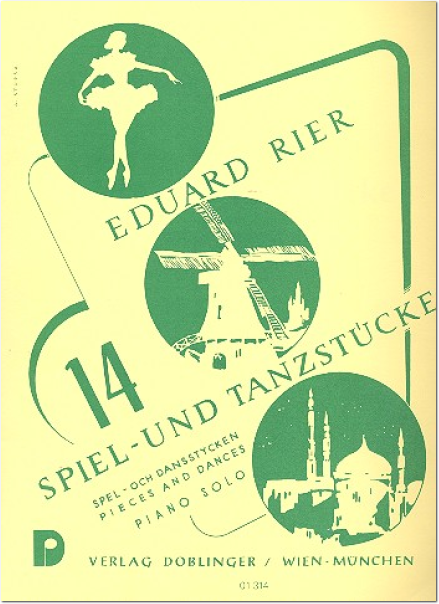 EDUARD RIER
14
SPIEL-UND TANZSTÜCKE
SPEL- OCH DANSSTYCKEN
PIECES AND DANCES
PIANO SOLO
D
VERLAG DOBLINGER / WIEN-MÜNCHEN
01 314